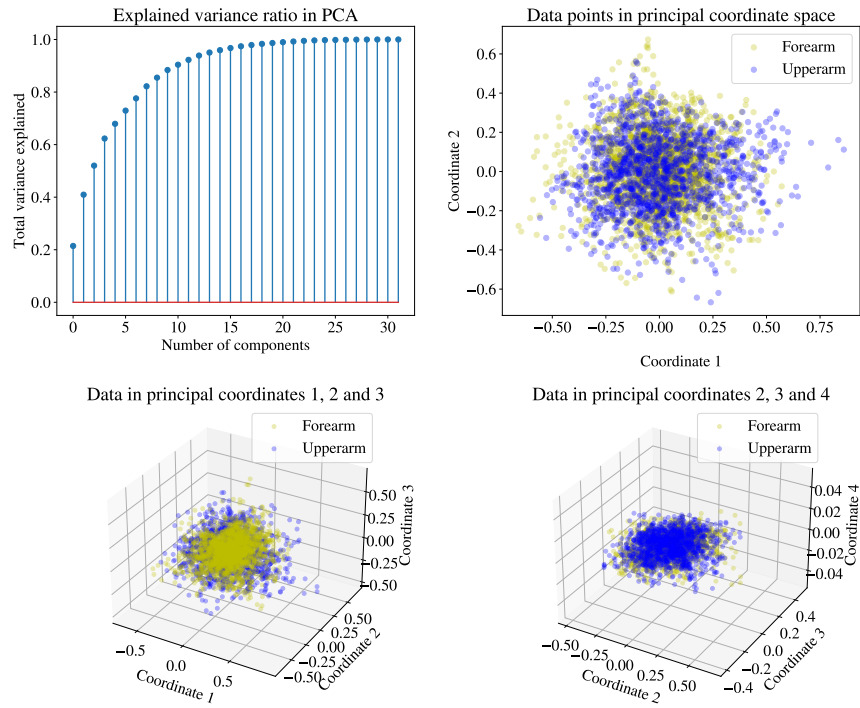 Explained variance ratio in PCA
Total variance explained
1.0
0.8
0.6
0.4
0.2
0.0
0 5 10 15 20 25 30
Number of components
Data points in principal coordinate space
Forearm
Upperarm
Coordinate 2
0.6
0.4
0.2
0.0
−0.2
−0.4
−0.6
−0.50 −0.25 0.00 0.25 0.50 0.75
Coordinate 1
Data in principal coordinates 1, 2 and 3
Forearm
Upperarm
−0.5 0.0 0.5
Coordinate 1
−0.50
−0.25
0.00
0.25
0.50
Coordinate 2
0.50
0.25
0.00
−0.25
−0.50
Coordinate 3
Data in principal coordinates 2, 3 and 4
Forearm
Upperarm
−0.50 −0.25 0.00 0.25 0.50
Coordinate 2
−0.4
−0.2
0.0
0.2
0.4
Coordinate 3
0.04
0.02
0.00
−0.02
−0.04
Coordinate 4